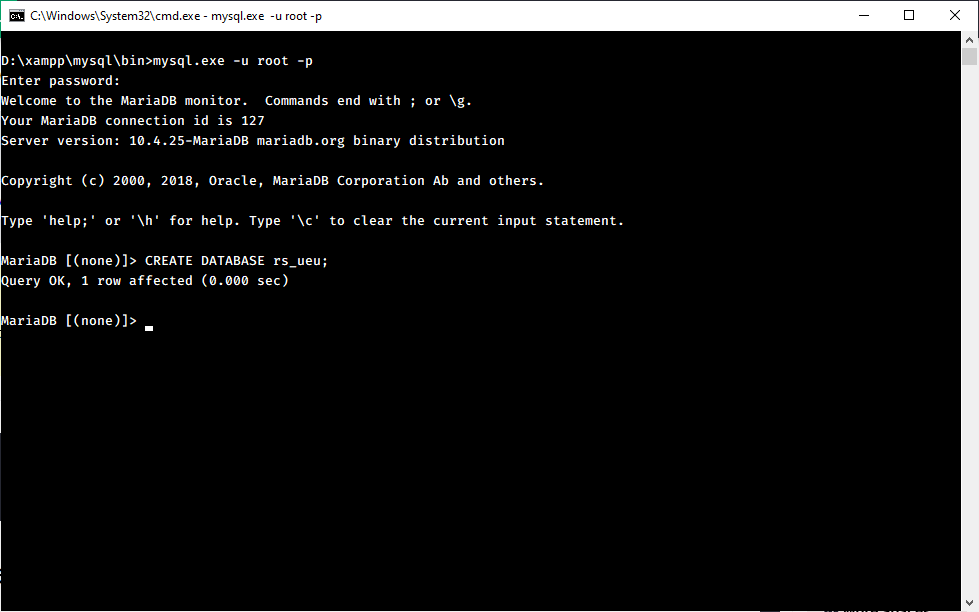 C:\Windows\System32\cmd.exe - mysql.exe -u root -p
D:\xampp\mysql\bin>mysql.exe -u root -p
Enter password:
Welcome to the MariaDB monitor.  Commands end with ; or \g.
Your MariaDB connection id is 127
Server version: 10.4.25-MariaDB mariadb.org binary distribution
Copyright (c) 2000, 2018, Oracle, MariaDB Corporation Ab and others.
Type 'help;' or '\h' for help. Type '\c' to clear the current input statement.
MariaDB [(none)]> CREATE DATABASE rs_ueu;
Query OK, 1 row affected (0.000 sec)
MariaDB [(none)]>